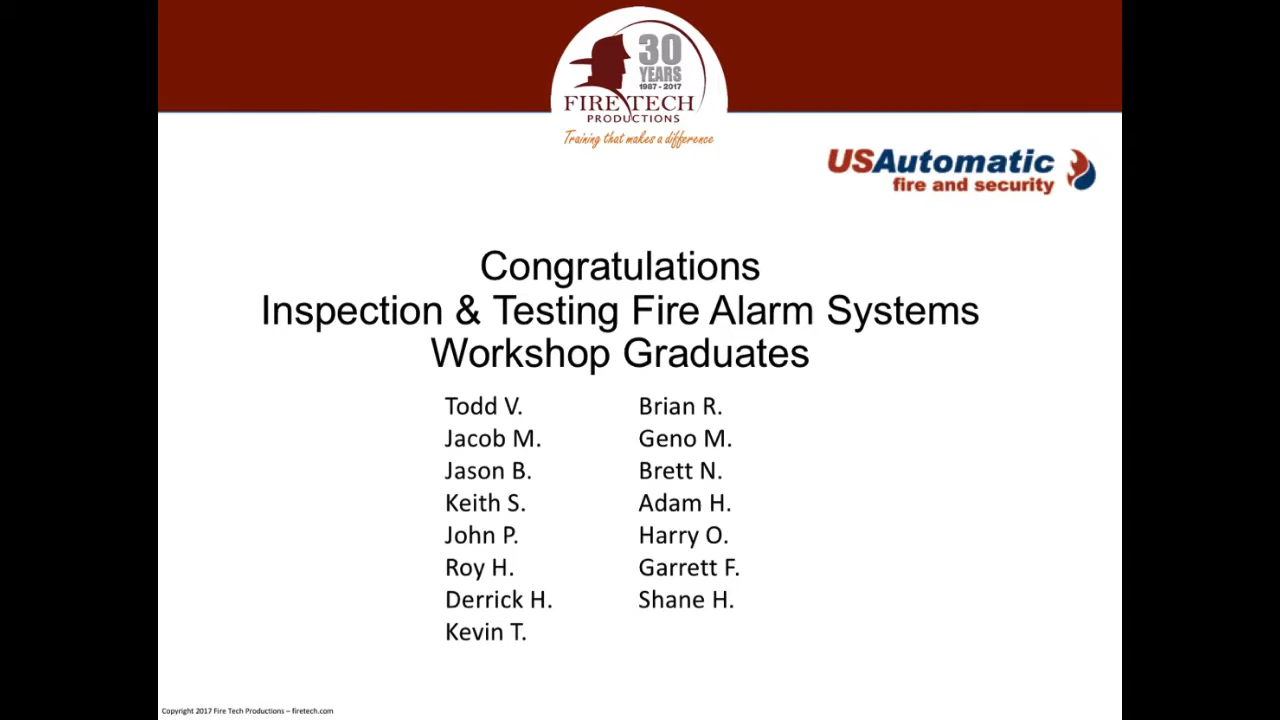 30
YEARS
1987 - 2017
FIRE TECH
PRODUCTIONS
Training that makes a difference
USAutomatic
fire and security
Congratulations
Inspection & Testing Fire Alarm Systems
Workshop Graduates
Todd V.
Jacob M.
Jason B.
Keith S.
John P.
Roy H.
Derrick H.
Kevin T.
Brian R.
Geno M.
Brett N.
Adam H.
Harry O.
Garrett F.
Shane H.
Copyright 2017 Fire Tech Productions – firetech.com